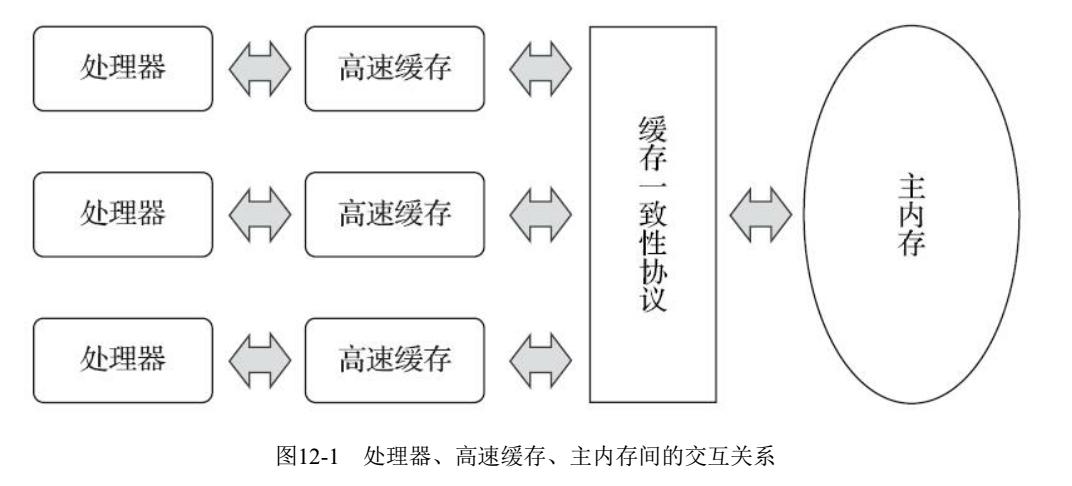 处理器
高速缓存
处理器
高速缓存
处理器
高速缓存
缓存一致性协议
主内存
图12-1 处理器、高速缓存、主内存间的交互关系